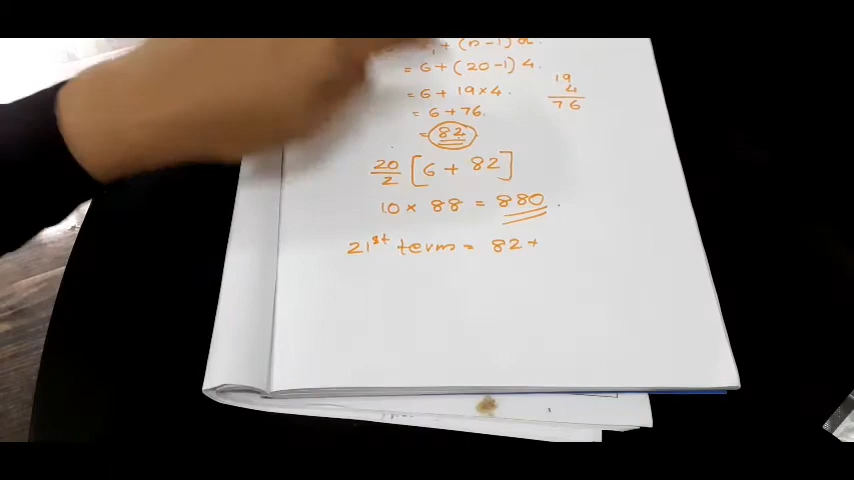 + (n-1) d.
= 6 + (20-1) 4.
= 6 + 19 × 4.
= 6 + 76.
= 82
19
4
76
20/2 [6 + 82]
10 × 88 = 880
21st term = 82 +